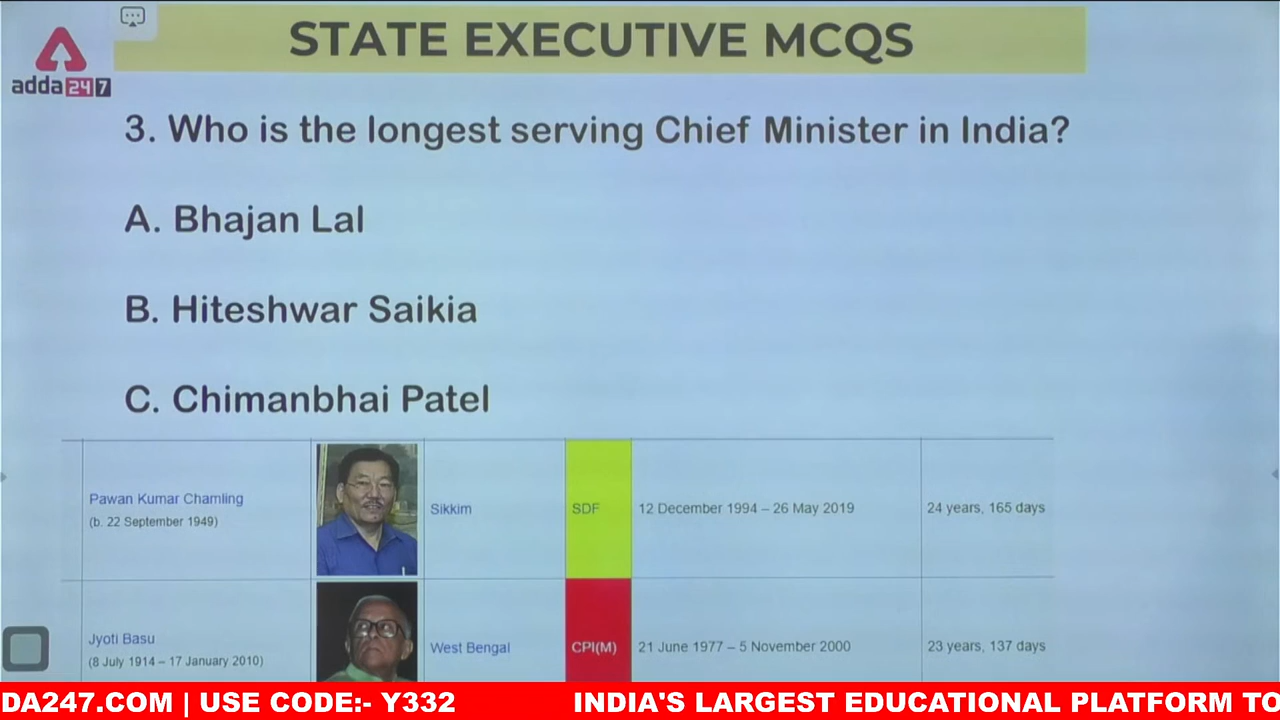 STATE EXECUTIVE MCQS
adda247
3. Who is the longest serving Chief Minister in India?
A. Bhajan Lal
B. Hiteshwar Saikia
C. Chimanbhai Patel
Pawan Kumar Chamling
(b. 22 September 1949)
Sikkim
SDF
12 December 1994 – 26 May 2019
24 years, 165 days
Jyoti Basu
(8 July 1914 – 17 January 2010)
West Bengal
CPI(M)
21 June 1977 – 5 November 2000
23 years, 137 days
DA247.COM | USE CODE:- Y332
INDIA'S LARGEST EDUCATIONAL PLATFORM TO